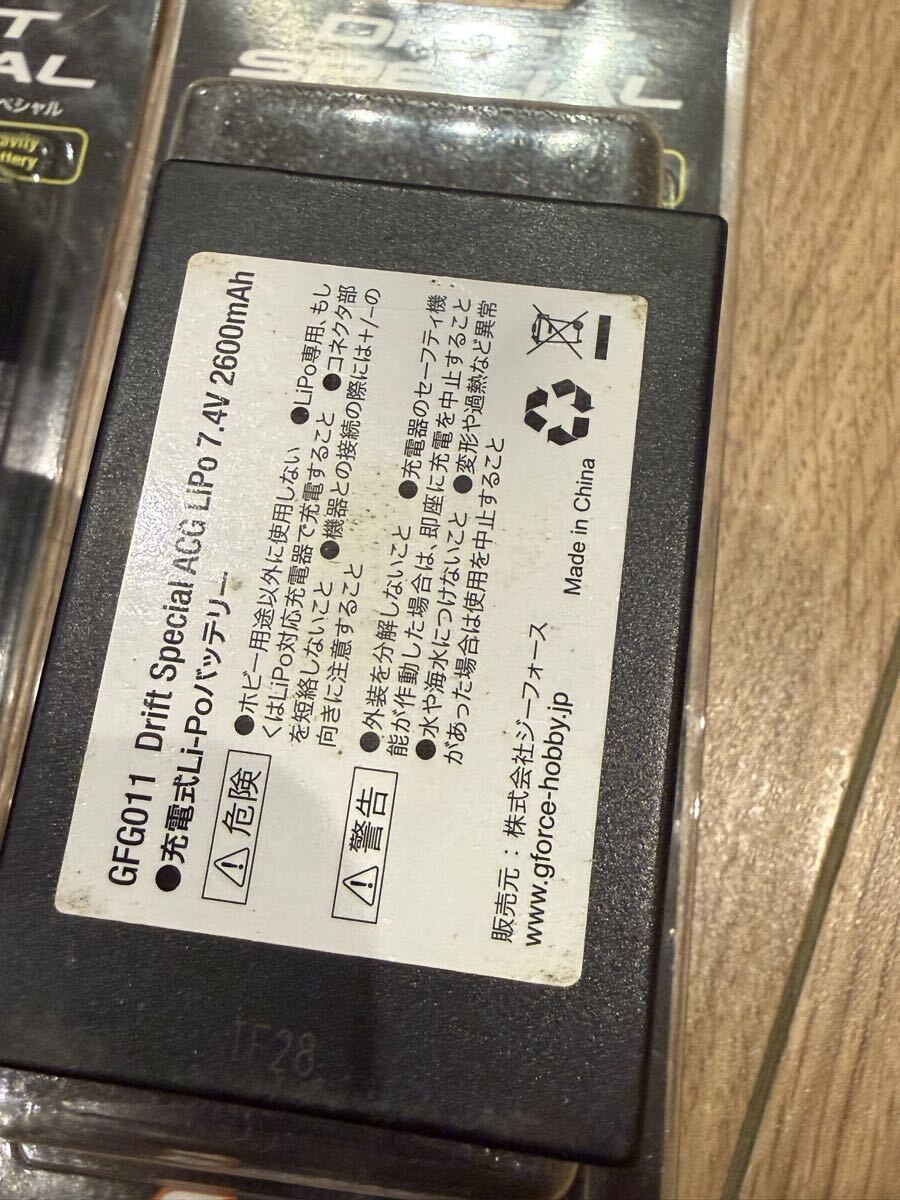 DRIFT
SPECIAL
T
AL
ペシャル
avity
ttery
GFG011 Drift Special ACG LiPo 7.4V 2600mAh
●充電式Li-Poバッテリー
危険
●ホビー用途以外に使用しない ●LiPo専用、もし
くはLiPo対応充電器で充電すること ●コネクタ部
を短絡しないこと ●機器との接続の際には+/-の
向きに注意すること
警告
●外装を分解しないこと ●充電器のセーフティ機
能が作動した場合は、即座に充電を中止すること
●水や海水につけないこと ●変形や過熱など異常
があった場合は使用を中止すること
販売元：株式会社ジーフォース
www.gforce-hobby.jp
Made in China
TF28